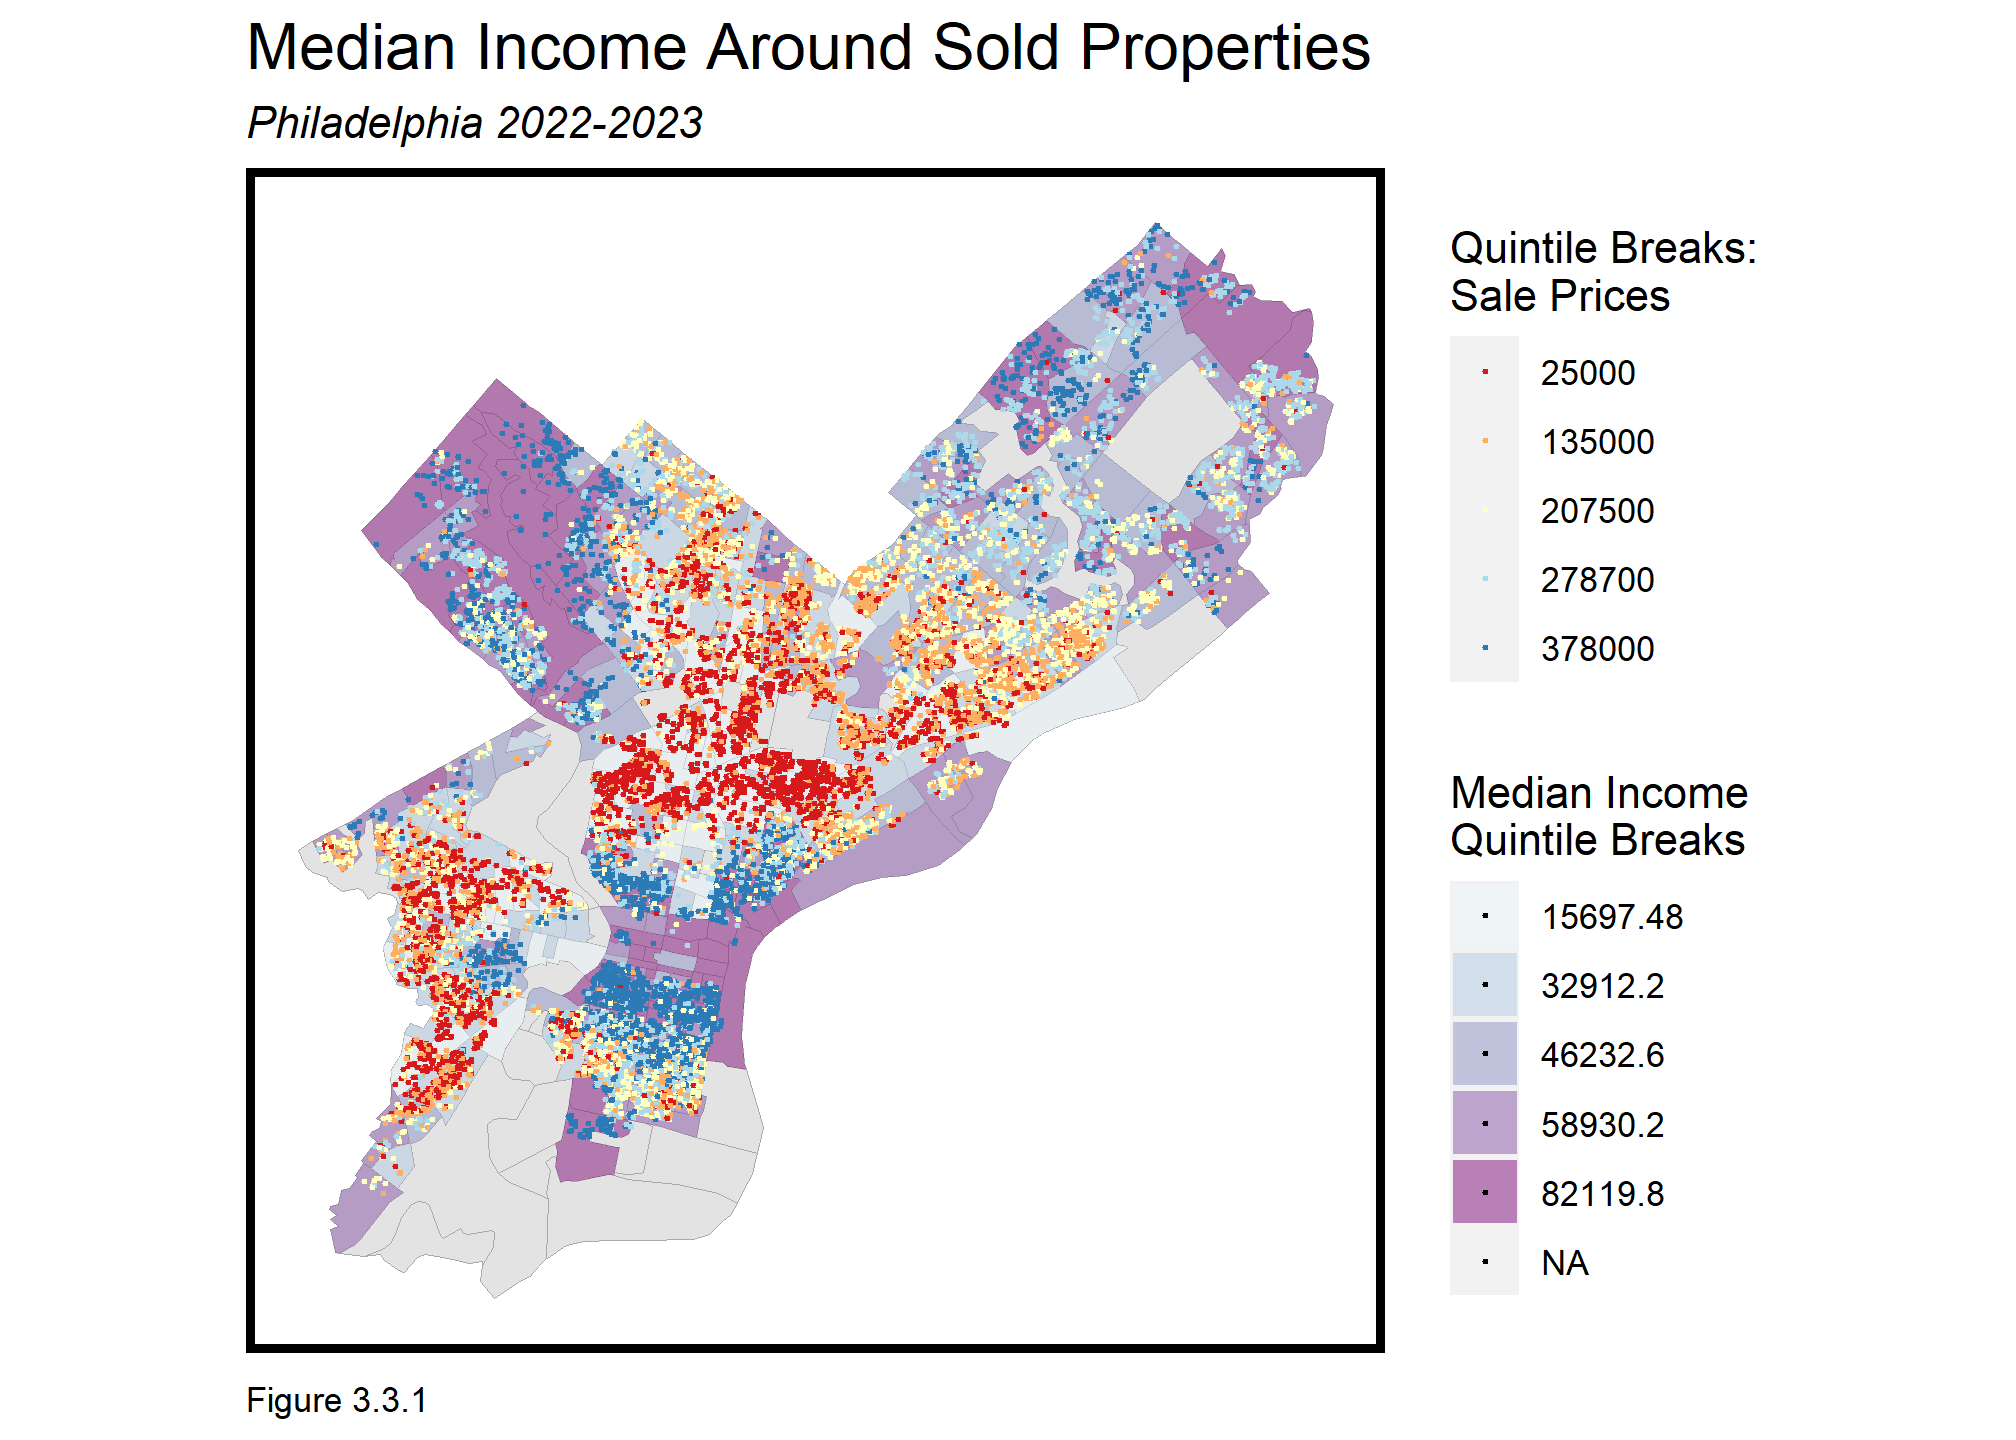 Median Income Around Sold Properties
Philadelphia 2022-2023
Quintile Breaks:
Sale Prices
25000
135000
207500
278700
378000
Median Income
Quintile Breaks
15697.48
32912.2
46232.6
58930.2
82119.8
NA
Figure 3.3.1